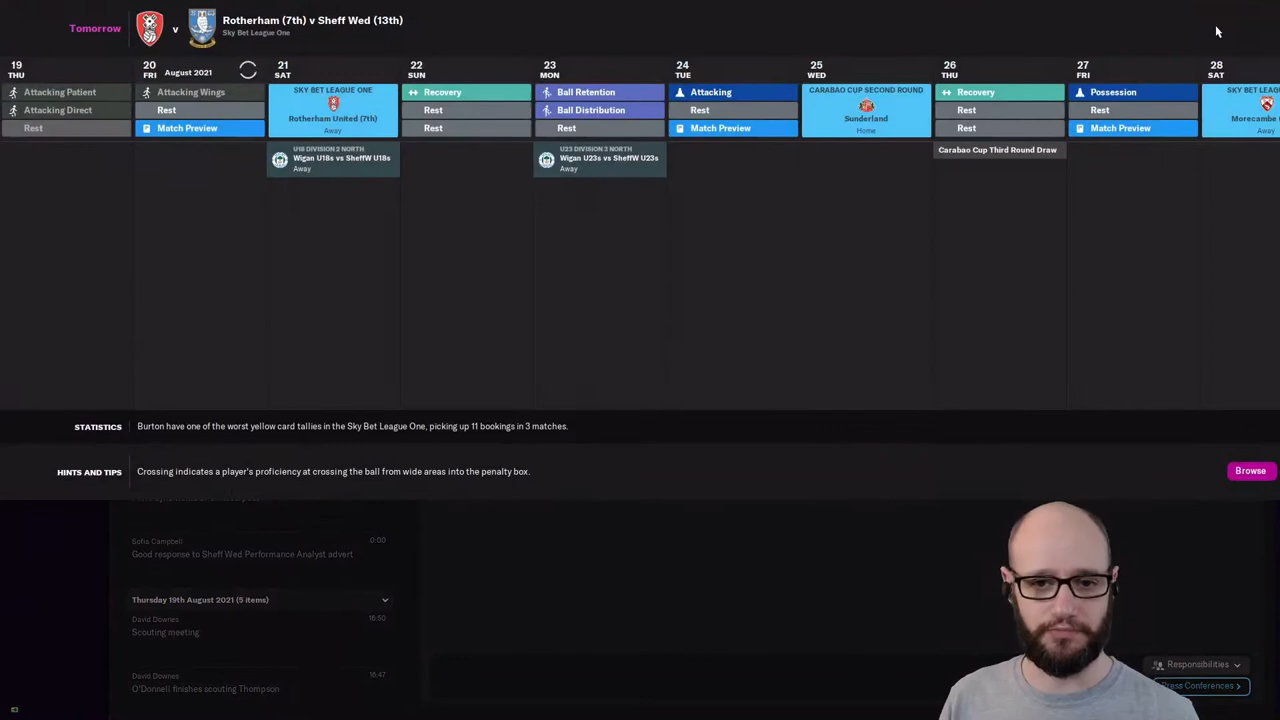 Tomorrow
v
Rotherham (7th) v Sheff Wed (13th)
Sky Bet League One
19
THU
Attacking Patient
Attacking Direct
Rest
20
FRI
August 2021
Attacking Wings
Rest
Match Preview
21
SAT
SKY BET LEAGUE ONE
Rotherham United (7th)
Away
U18 DIVISION 2 NORTH
Wigan U18s vs SheffW U18s
Away
22
SUN
Recovery
Rest
Rest
23
MON
Ball Retention
Ball Distribution
Rest
U23 DIVISION 2 NORTH
Wigan U23s vs SheffW U23s
Away
24
TUE
Attacking
Rest
Match Preview
25
WED
CARABAO CUP SECOND ROUND
Sunderland
Home
26
THU
Recovery
Rest
Rest
Carabao Cup Third Round Draw
27
FRI
Possession
Rest
Match Preview
28
SAT
SKY BET LEAGU
Morecambe
Away
STATISTICS
Burton have one of the worst yellow card tallies in the Sky Bet League One, picking up 11 bookings in 3 matches.
HINTS AND TIPS
Crossing indicates a player's proficiency at crossing the ball from wide areas into the penalty box.
Browse
Sofia Campbell
0:00
Good response to Sheff Wed Performance Analyst advert
Thursday 19th August 2021 (5 items)
David Downes
16:50
Scouting meeting
David Downes
16:47
O'Donnell finishes scouting Thompson
Responsibilities
Press Conferences